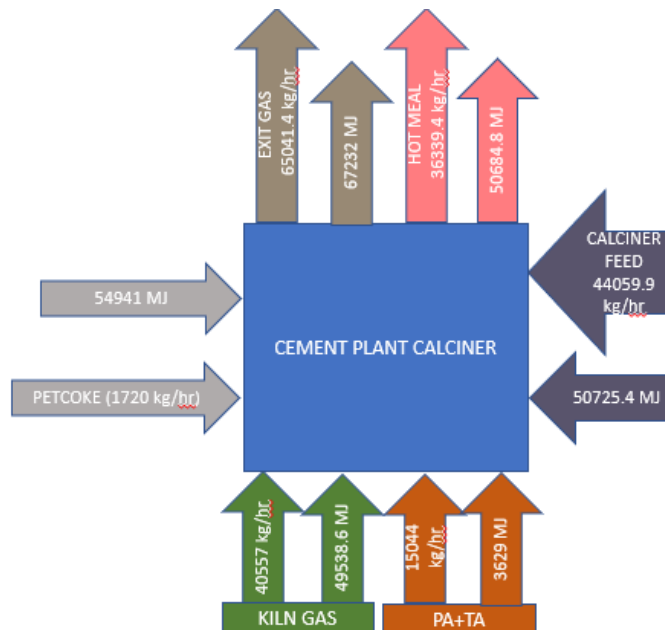 EXIT GAS
65041.4 kg/hr
67232 MJ
HOT MEAL
36339.4 kg/hr
50684.8 MJ
CALCINER
FEED
44059.9
kg/hr
54941 MJ
CEMENT PLANT CALCINER
PETCOKE (1720 kg/hr)
50725.4 MJ
40557 kg/hr
49538.6 MJ
15044
kg/hr
3629 MJ
KILN GAS
PA+TA